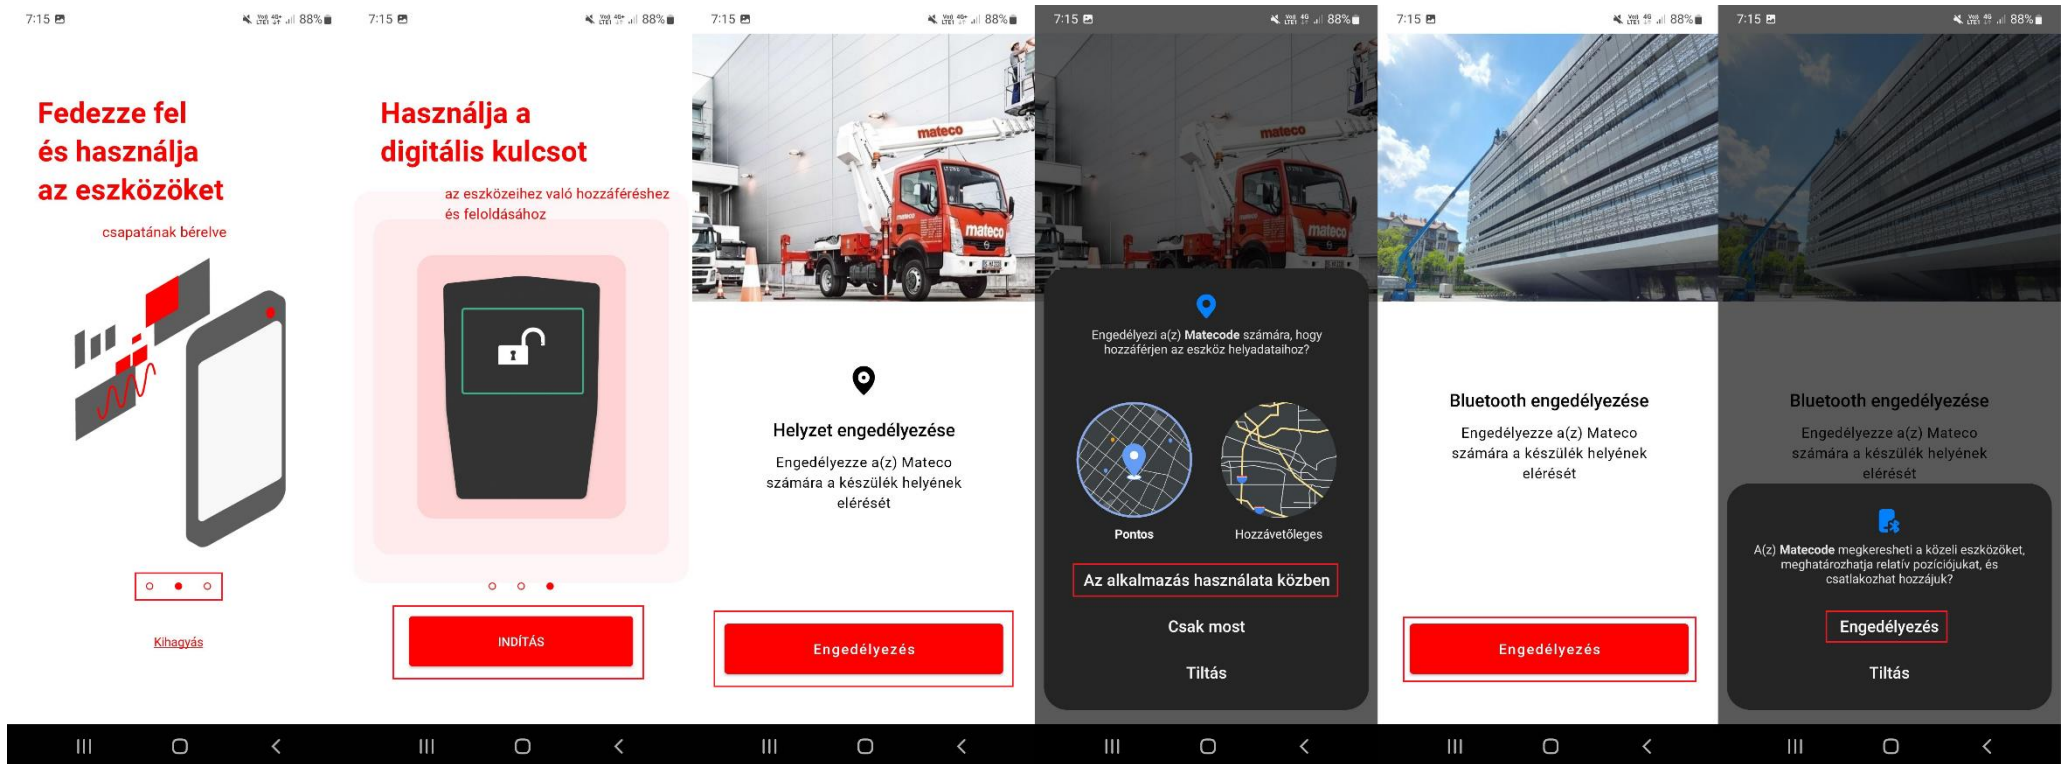 7:15
88%
Fedezze fel
és használja
az eszközöket
csapatának bérelve
Kihagyás
7:15
88%
Használja a
digitális kulcsot
az eszközeihez való hozzáféréshez
és feloldásához
INDÍTÁS
7:15
88%
mateco
mateco
mateco
Helyzet engedélyezése
Engedélyezze a(z) Mateco
számára a készülék helyének
elérését
Engedélyezés
7:15
88%
mateco
mateco
Engedélyezi a(z) Matecode számára, hogy
hozzáférjen az eszköz helyadataihoz?
Pontos
Hozzávetőleges
Az alkalmazás használata közben
Csak most
Tiltás
7:15
88%
Bluetooth engedélyezése
Engedélyezze a(z) Mateco
számára a készülék helyének
elérését
Engedélyezés
7:15
88%
Bluetooth engedélyezése
Engedélyezze a(z) Mateco
számára a készülék helyének
elérését
A(z) Matecode megkeresheti a közeli eszközöket,
meghatározhatja relatív pozíciójukat, és
csatlakozhat hozzájuk?
Engedélyezés
Tiltás